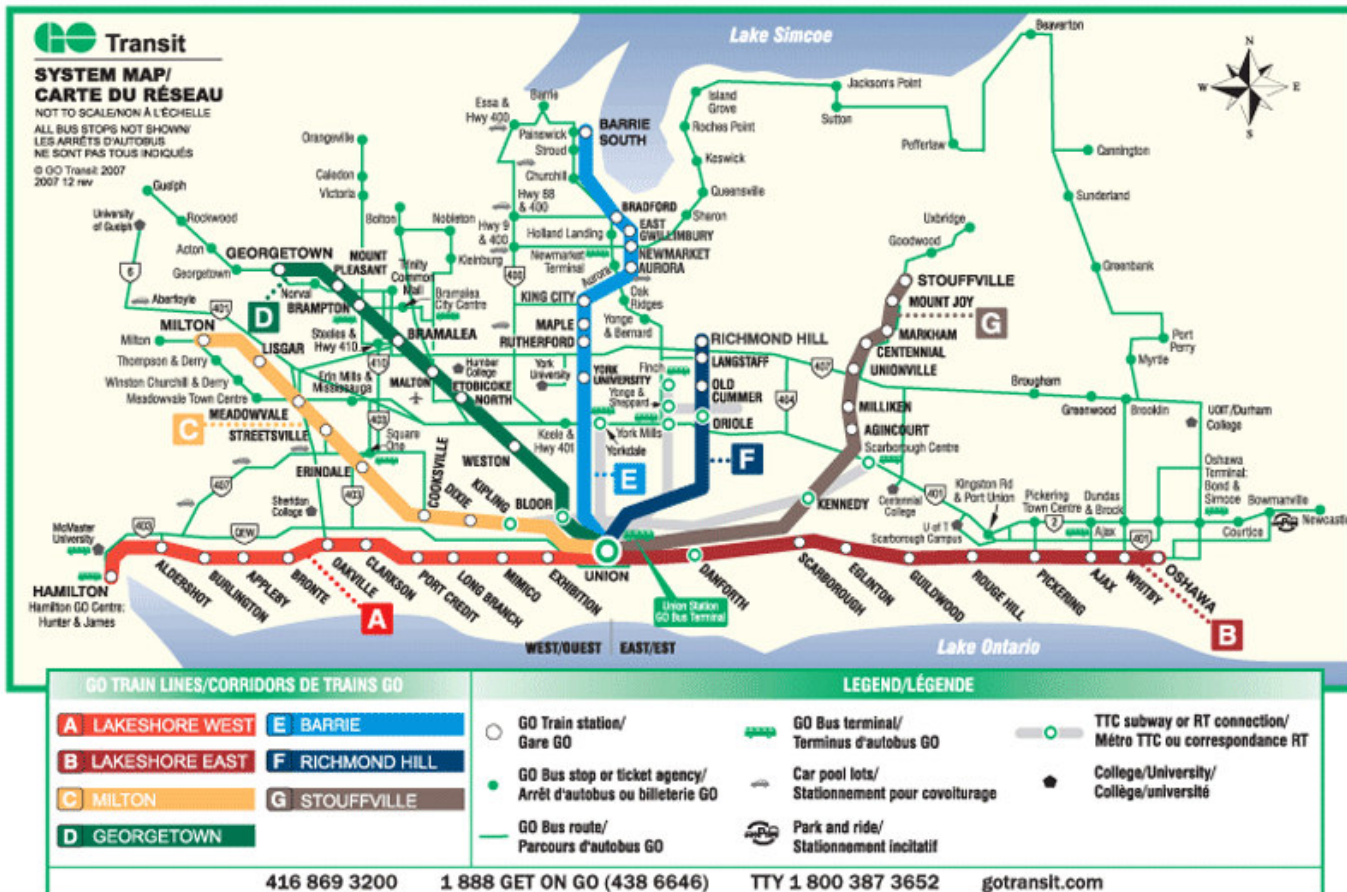 GO Transit
SYSTEM MAP/
CARTE DU RÉSEAU
NOT TO SCALE/NON À L'ÉCHELLE
ALL BUS STOPS NOT SHOWN/
LES ARRÊTS D'AUTOBUS
NE SONT PAS TOUS INDIQUÉS
© GO Transit 2007
2007 12 rev
Lake Simcoe
N
W
E
S
Beaverton
Jackson's Point
Island
Grove
Sutton
Roches Point
Pefferlaw
Cannington
Keswick
Queensville
Sunderland
Sharon
Uxbridge
Goodwood
Greenbank
Port
Perry
Myrtle
Barrie
Essa &
Hwy 400
Painswick
BARRIE
SOUTH
Stroud
Churchill
Hwy 88
& 400
BRADFORD
EAST
GWILLIMBURY
Holland Landing
Hwy 9
& 400
NEWMARKET
Newmarket
Terminal
AURORA
Aurora
400
Oak
Ridges
KING CITY
Yonge
& Bernard
MAPLE
RUTHERFORD
York
University
YORK
UNIVERSITY
Finch
Yonge &
Sheppard
York Mills
Yorkdale
Keele &
Hwy 401
E
RICHMOND HILL
LANGSTAFF
OLD
CUMMER
ORIOLE
F
404
407
STOUFFVILLE
MOUNT JOY
G
MARKHAM
CENTENNIAL
UNIONVILLE
MILLIKEN
AGINCOURT
Scarborough Centre
KENNEDY
Centennial
College
401
Kingston Rd
& Port Union
U of T
Scarborough Campus
Pickering
Town Centre
2
Dundas
& Brock
Ajax
401
Brougham
Greenwood
Brooklin
UOIT/Durham
College
Oshawa
Terminal:
Bond &
Simcoe
Bowmanville
Newcastle
Courtice
Orangeville
Caledon
Victoria
Bolton
Nobleton
Kleinburg
Guelph
University
of Guelph
Rockwood
Acton
Georgetown
GEORGETOWN
MOUNT
PLEASANT
Trinity
Common
Mall
Norval
BRAMPTON
Bramalea
City Centre
D
6
Aberfoyle
401
Steeles &
Hwy 410
BRAMALEA
410
MILTON
Milton
LISGAR
Thompson & Derry
Winston Churchill & Derry
Meadowvale Town Centre
Erin Mills &
Mississauga
MALTON
Humber
College
ETOBICOKE
NORTH
MEADOWVALE
C
STREETSVILLE
403
Square
One
WESTON
ERINDALE
COOKSVILLE
DIXIE
KIPLING
BLOOR
407
Sheridan
College
403
McMaster
University
403
QEW
HAMILTON
Hamilton GO Centre:
Hunter & James
ALDERSHOT
BURLINGTON
APPLEBY
BRONTE
OAKVILLE
CLARKSON
PORT CREDIT
LONG BRANCH
MIMICO
EXHIBITION
UNION
A
Union Station
GO Bus Terminal
DANFORTH
SCARBOROUGH
EGLINTON
GUILDWOOD
ROUGE HILL
PICKERING
AJAX
WHITBY
OSHAWA
B
WEST/OUEST
EAST/EST
Lake Ontario
GO TRAIN LINES/CORRIDORS DE TRAINS GO
A LAKESHORE WEST
B LAKESHORE EAST
C MILTON
D GEORGETOWN
E BARRIE
F RICHMOND HILL
G STOUFFVILLE
LEGEND/LÉGENDE
GO Train station/
Gare GO
GO Bus stop or ticket agency/
Arrêt d'autobus ou billeterie GO
GO Bus route/
Parcours d'autobus GO
GO Bus terminal/
Terminus d'autobus GO
Car pool lots/
Stationnement pour covoiturage
Park and ride/
Stationnement incitatif
TTC subway or RT connection/
Métro TTC ou correspondance RT
College/University/
Collège/université
416 869 3200 1 888 GET ON GO (438 6646) TTY 1 800 387 3652 gotransit.com